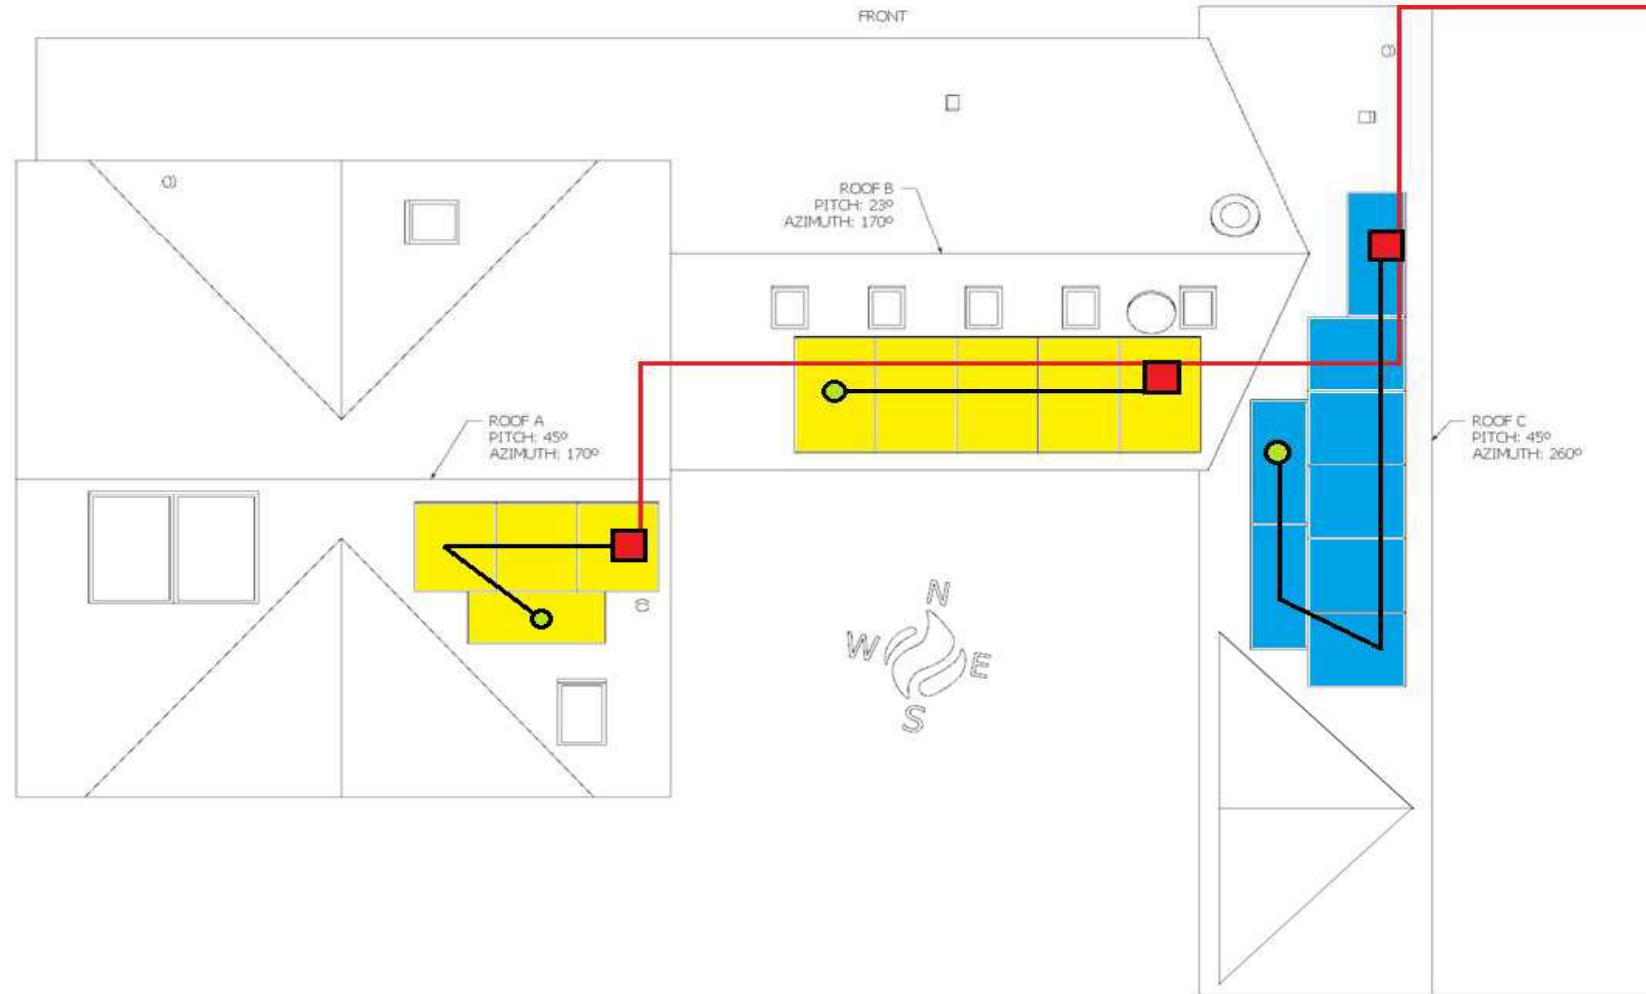 FRONT
ROOF B
PITCH: 23º
AZIMUTH: 170º
ROOF A
PITCH: 45º
AZIMUTH: 170º
ROOF C
PITCH: 45º
AZIMUTH: 260º
N
W
E
S